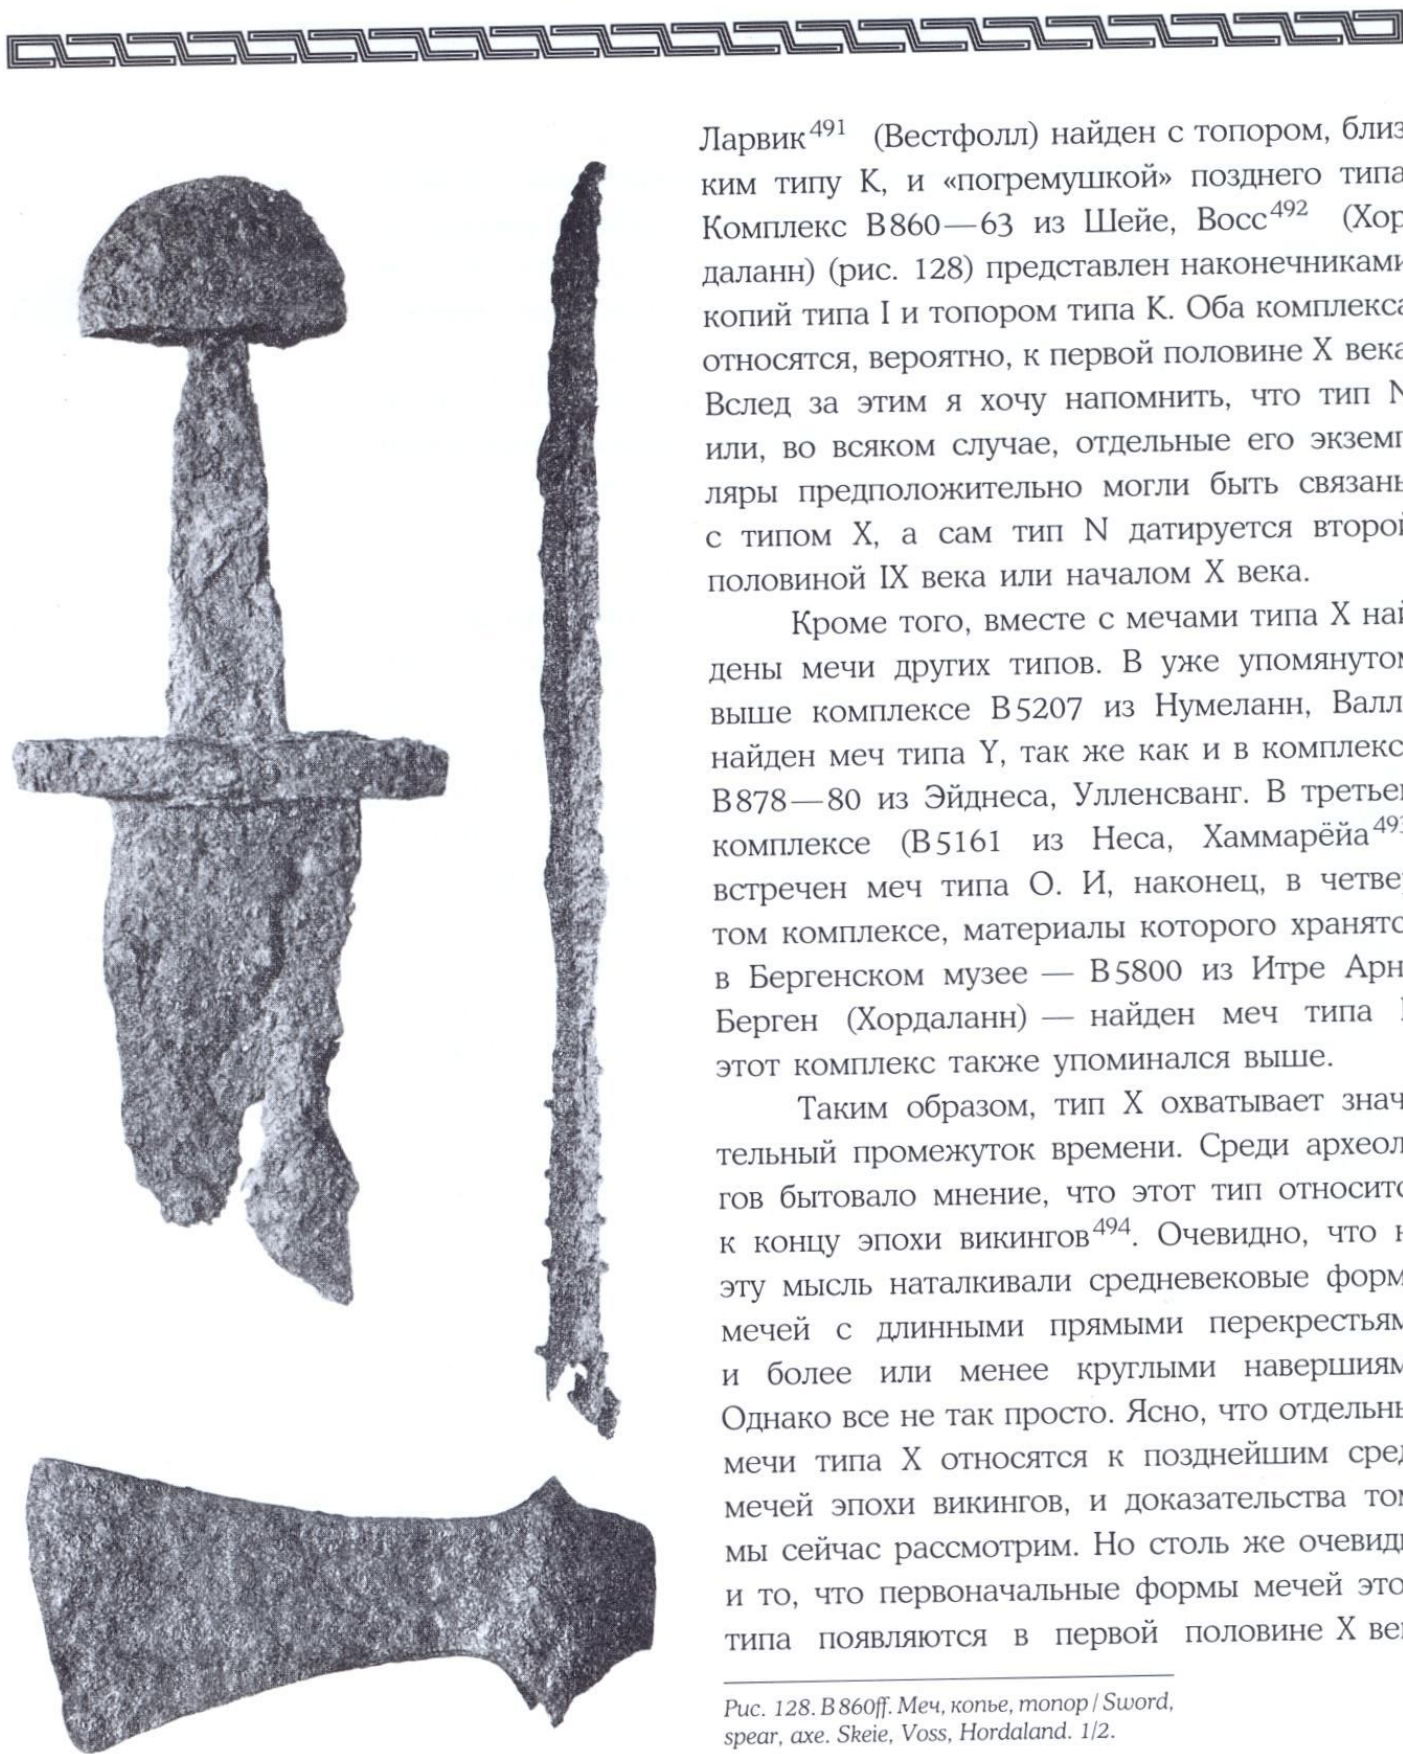 Ларвик491 (Вестфолл) найден с топором, близ
ким типу K, и «погремушкой» позднего типа
Комплекс B860—63 из Шейе, Восс492 (Хор
даланн) (рис. 128) представлен наконечниками
копий типа I и топором типа K. Оба комплекса
относятся, вероятно, к первой половине X века
Вслед за этим я хочу напомнить, что тип N
или, во всяком случае, отдельные его экземп
ляры предположительно могли быть связаны
с типом X, а сам тип N датируется второй
половиной IX века или началом X века.
Кроме того, вместе с мечами типа X най
дены мечи других типов. В уже упомянутом
выше комплексе B5207 из Нумеланн, Валл
найден меч типа Y, так же как и в комплекс
B878—80 из Эйднеса, Улленсванг. В третьем
комплексе (B5161 из Неса, Хаммарёйа493
встречен меч типа O. И, наконец, в четвер
том комплексе, материалы которого хранятс
в Бергенском музее — B5800 из Итре Арн
Берген (Хордаланн) — найден меч типа
этот комплекс также упоминался выше.
Таким образом, тип X охватывает знач
тельный промежуток времени. Среди археол
гов бытовало мнение, что этот тип относитс
к концу эпохи викингов494. Очевидно, что н
эту мысль наталкивали средневековые форм
мечей с длинными прямыми перекрестьям
и более или менее круглыми навершиям
Однако все не так просто. Ясно, что отдельны
мечи типа X относятся к позднейшим сред
мечей эпохи викингов, и доказательства том
мы сейчас рассмотрим. Но столь же очевидн
и то, что первоначальные формы мечей это
типа появляются в первой половине X век
Рис. 128. B860ff. Меч, копье, топор / Sword,
spear, axe. Skeie, Voss, Hordaland. 1/2.